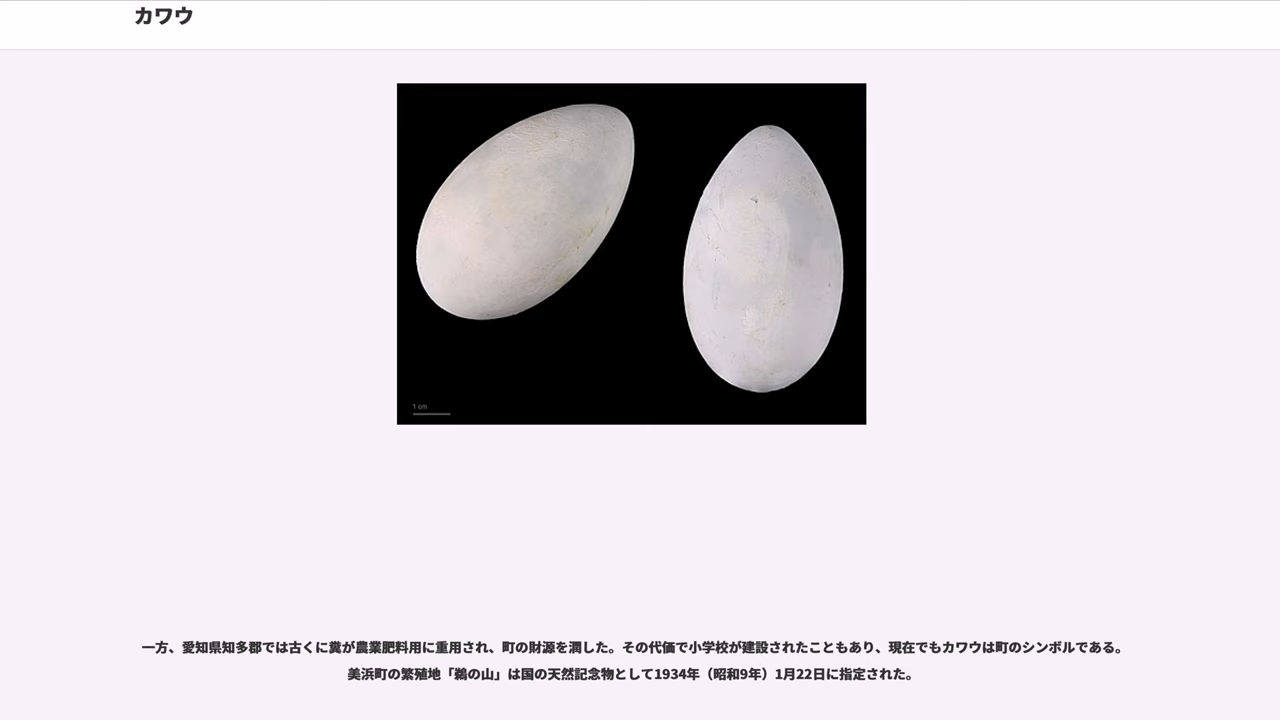 カワウ
1 cm
一方、愛知県知多郡では古くに糞が農業肥料用に重用され、町の財源を潤した。その代価で小学校が建設されたこともあり、現在でもカワウは町のシンボルである。
美浜町の繁殖地「鵜の山」は国の天然記念物として1934年（昭和9年）1月22日に指定された。